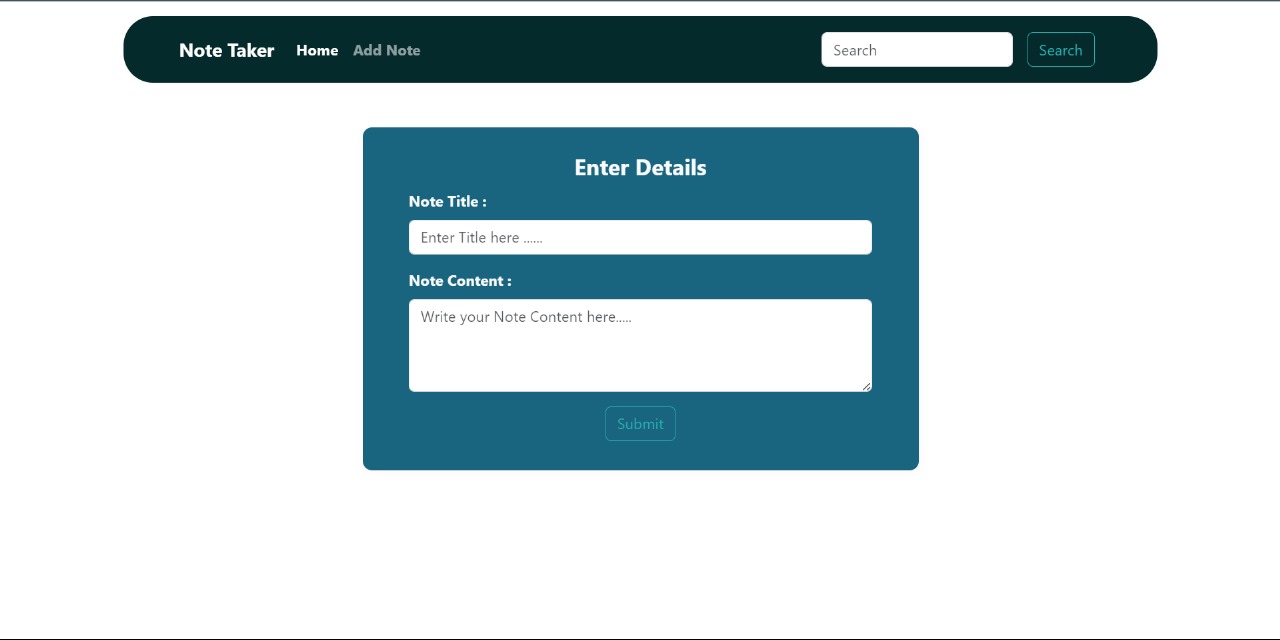 Note Taker Home Add Note Search Search
Enter Details
Note Title :
Enter Title here ......
Note Content :
Write your Note Content here.....
Submit